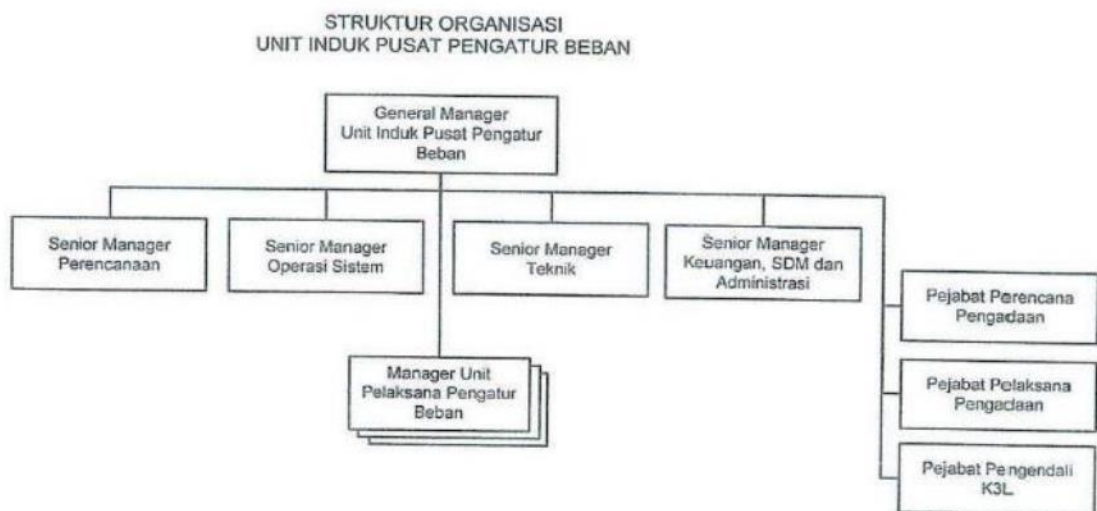 STRUKTUR ORGANISASI
UNIT INDUK PUSAT PENGATUR BEBAN
General Manager
Unit Induk Pusat Pengatur
Beban
Senior Manager
Perencanaan
Senior Manager
Operasi Sistem
Senior Manager
Teknik
Senior Manager
Keuangan, SDM dan
Administrasi
Manager Unit
Pelaksana Pengatur
Beban
Pejabat Perencana
Pengadaan
Pejabat Pelaksana
Pengadaan
Pejabat Pengendali
K3L